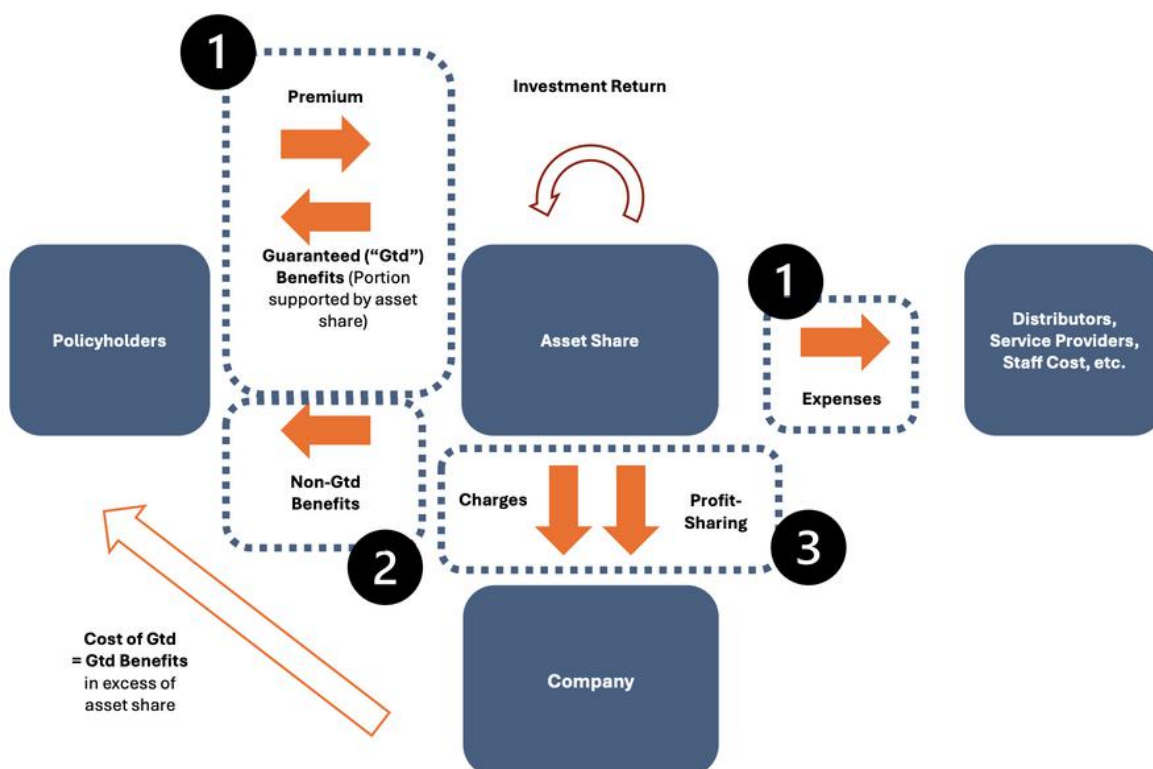 1
Premium
Investment Return
Guaranteed (“Gtd”)
Benefits (Portion
supported by asset
share)
Policyholders
Asset Share
1
Expenses
Distributors,
Service Providers,
Staff Cost, etc.
Non-Gtd
Benefits
2
Charges
Profit-
Sharing
3
Cost of Gtd
= Gtd Benefits
in excess of
asset share
Company